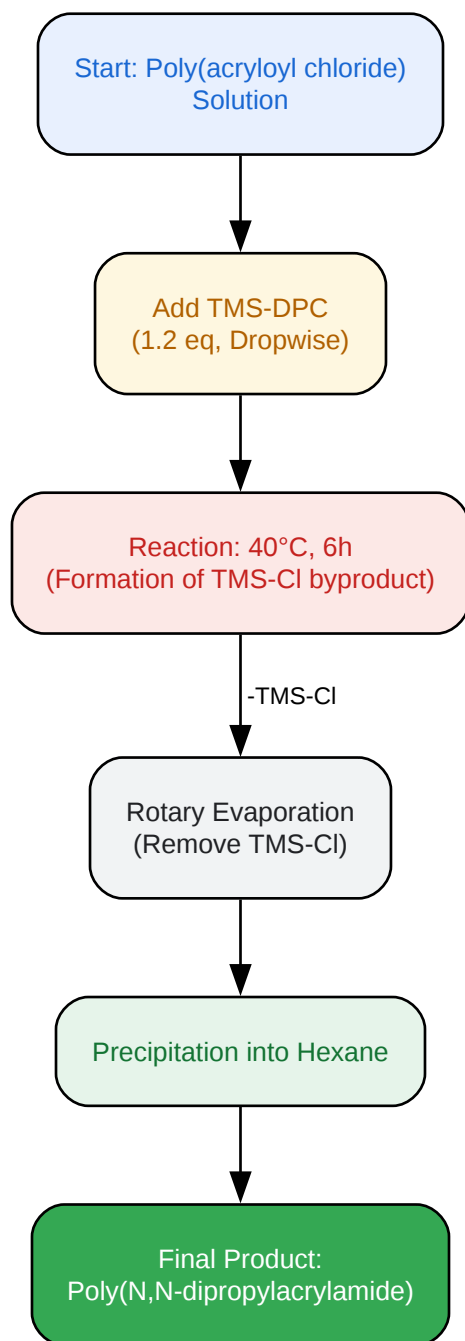 Start: Poly(acryloyl chloride)
Solution
Add TMS-DPC
(1.2 eq, Dropwise)
Reaction: 40°C, 6h
(Formation of TMS-Cl byproduct)
-TMS-Cl
Rotary Evaporation
(Remove TMS-Cl)
Precipitation into Hexane
Final Product:
Poly(N,N-dipropylacrylamide)